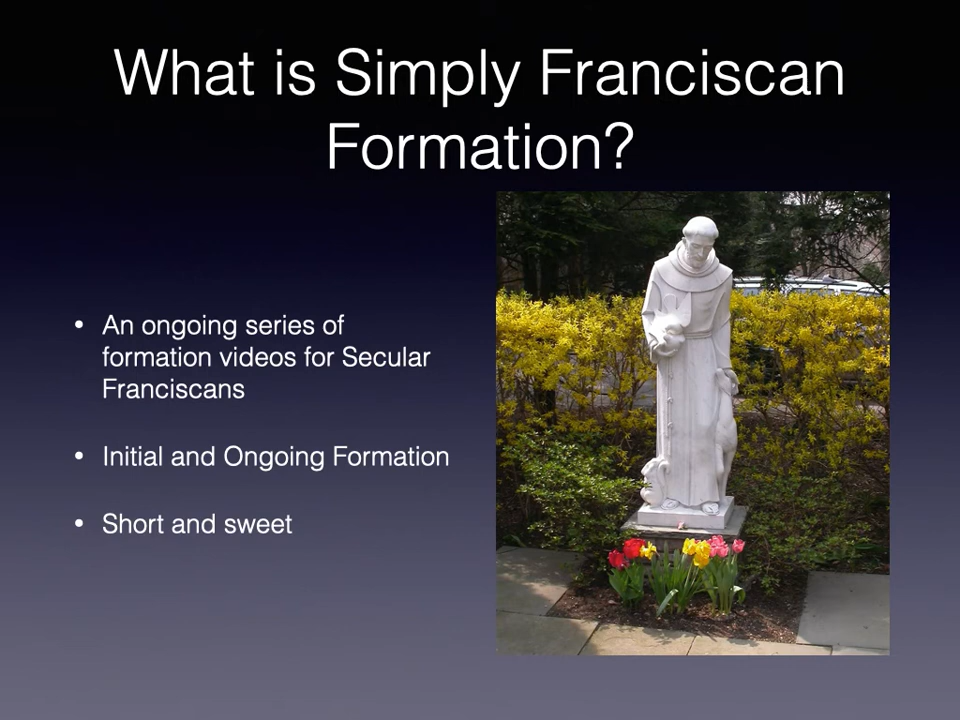 What is Simply Franciscan
Formation?
• An ongoing series of
formation videos for Secular
Franciscans
• Initial and Ongoing Formation
• Short and sweet